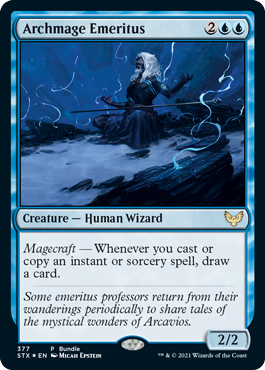 Archmage Emeritus 2
Creature — Human Wizard
Magecraft — Whenever you cast or
copy an instant or sorcery spell, draw
a card.
Some emeritus professors return from their
wanderings periodically to share tales of
the mystical wonders of Arcavios.
2/2
377 P Bundle
STX ★ EN Micah Epstein
™ & © 2021 Wizards of the Coast